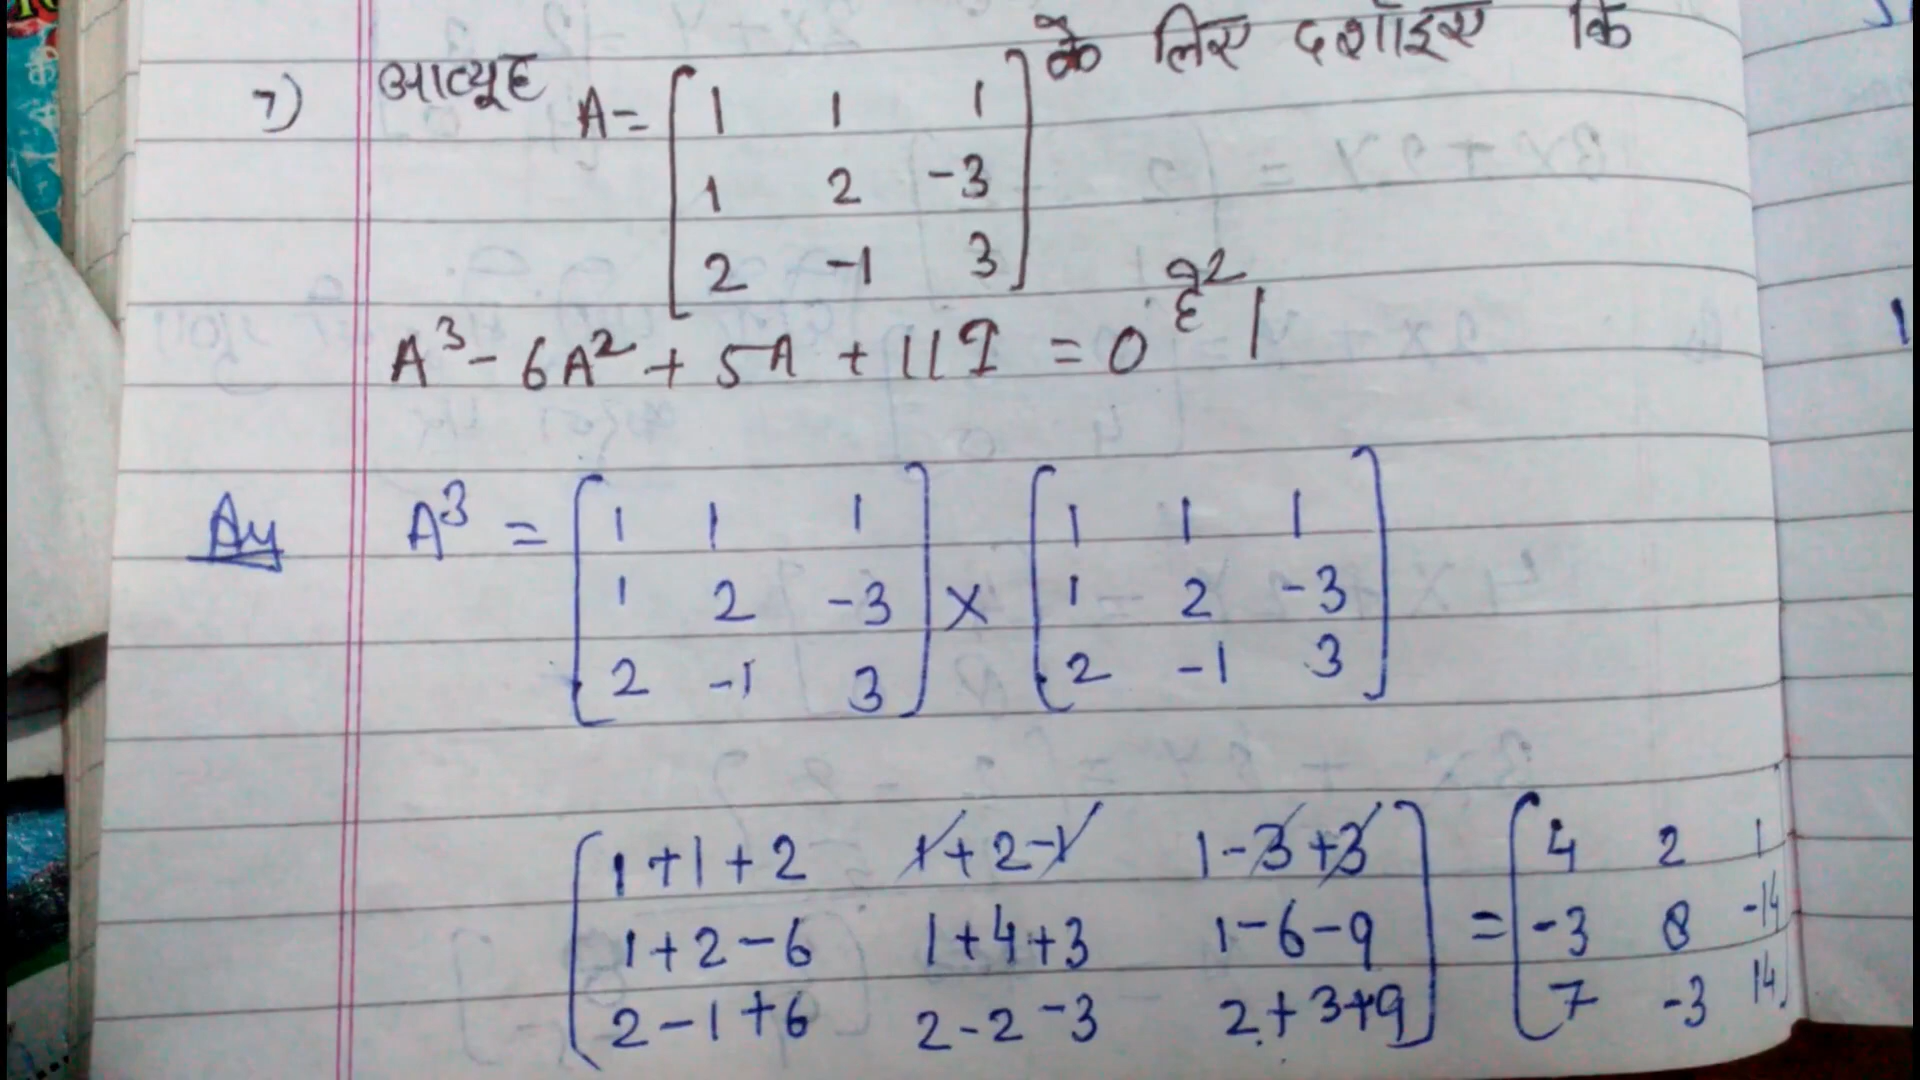 7) आव्यूह A = [ 1 1 1 के लिए दर्शाइए कि
1 2 -3
2 -1 3 ]
A³ - 6A² + 5A + 11I = 0 है ।
Ans A³ = [ 1 1 1 ] [ 1 1 1 ]
1 2 -3 × 1 2 -3
2 -1 3 2 -1 3
[ 1+1+2 1+2-1 1-3+3 ] [ 4 2 1
1+2-6 1+4+3 1-6-9 = -3 8 -14
2-1+6 2-2-3 2+3+9 7 -3 14 ]